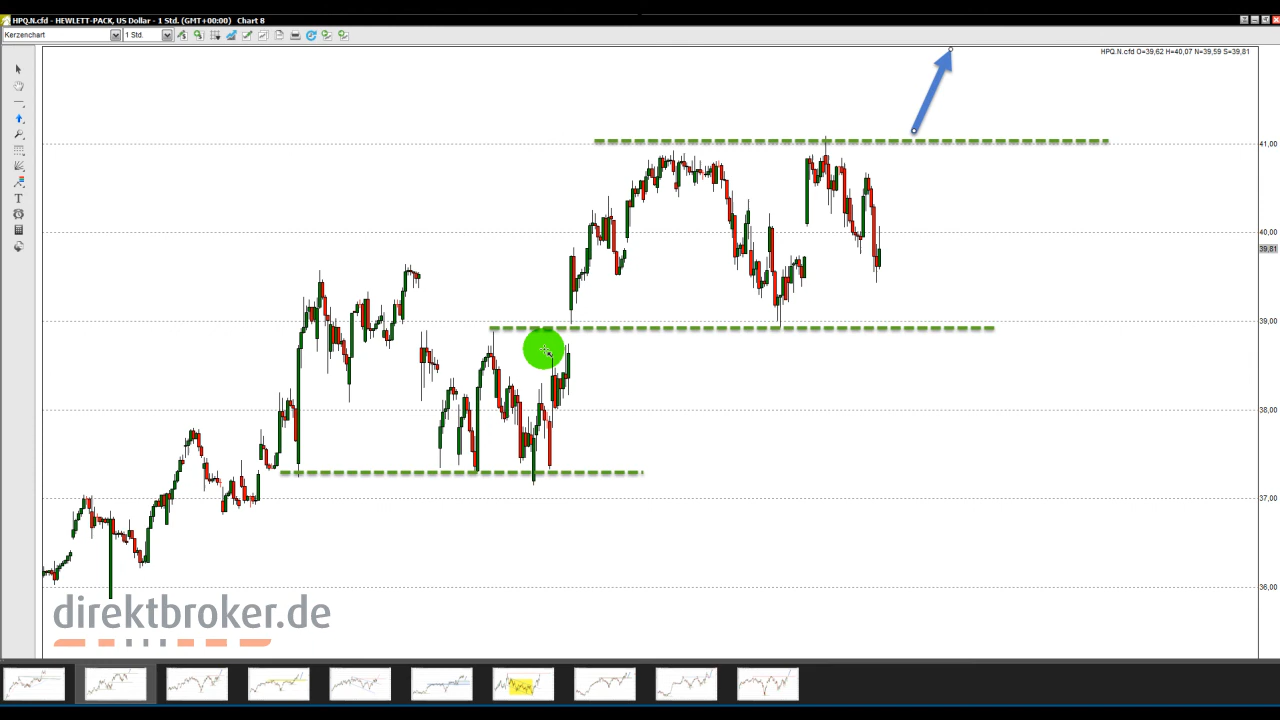 HPQ.N.cfd - HEWLETT-PACK, US Dollar - 1 Std. (GMT+00:00) Chart 8
Kerzenchart 1 Std.
HPQ.N.cfd O=39,62 H=40,07 N=39,59 S=39,81
41,00
40,00
39,81
39,00
38,00
37,00
36,00
T
direktbroker.de